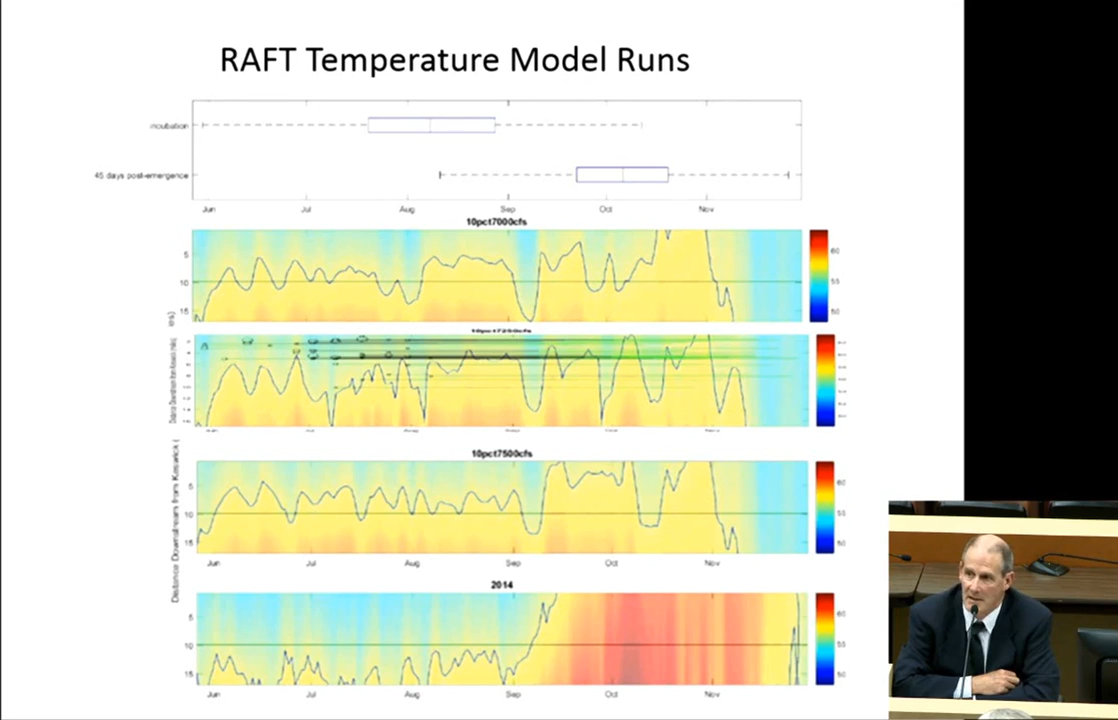 RAFT Temperature Model Runs
incubation
45 days post-emergence
Jun Jul Aug Sep Oct Nov
10pct7000cfs
5
10
15
60
55
50
10pct7500cfs
5
10
15
60
55
50
Jun Jul Aug Sep Oct Nov
2014
5
10
15
60
55
50
Jun Jul Aug Sep Oct Nov
Distance Downstream from Keswick (